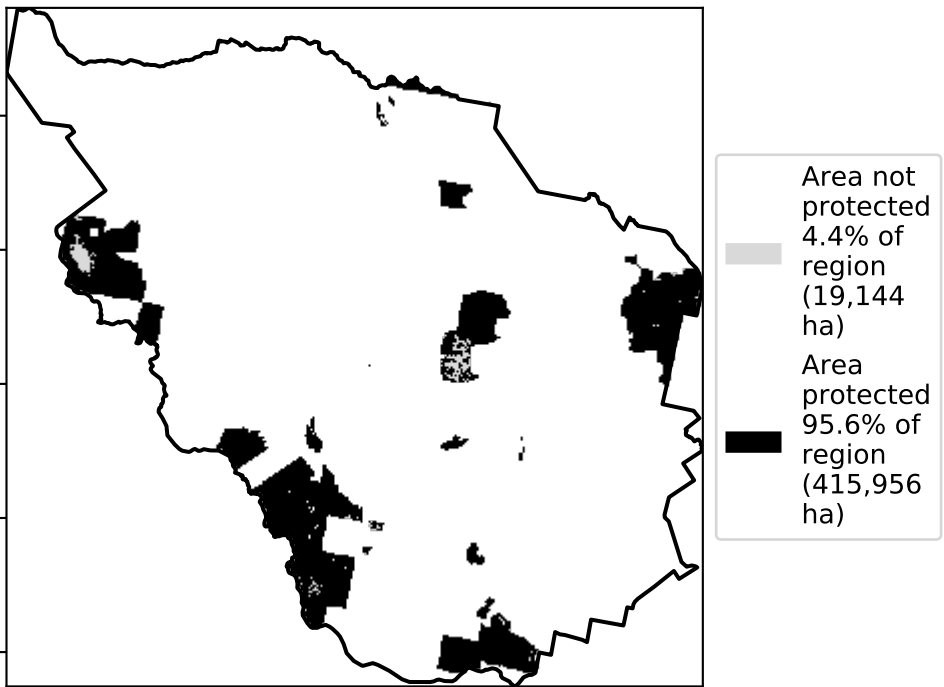 Area not
protected
4.4% of
region
(19,144
ha)
Area
protected
95.6% of
region
(415,956
ha)